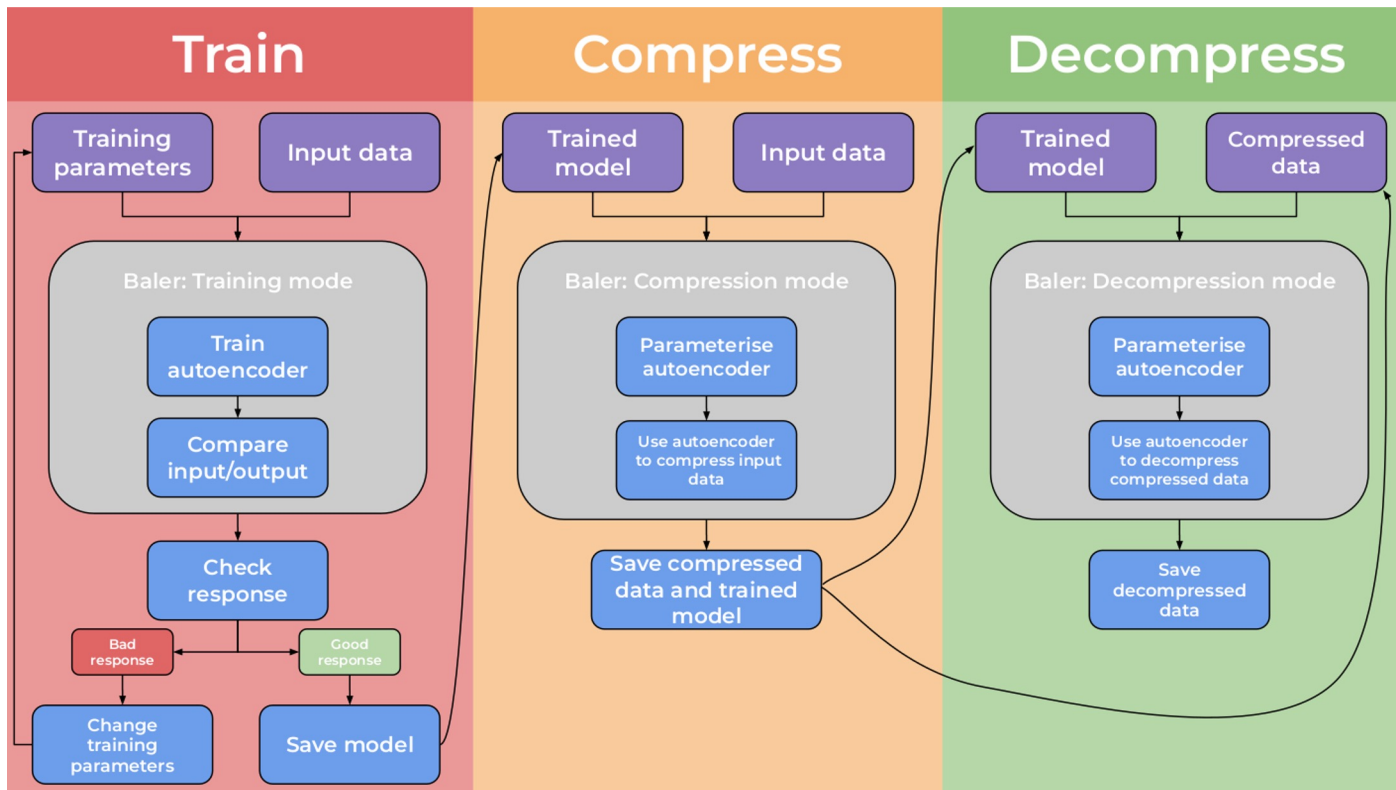 Train
Compress
Decompress
Training
parameters
Input data
Baler: Training mode
Train
autoencoder
Compare
input/output
Check
response
Bad
response
Good
response
Change
training
parameters
Save model
Trained
model
Input data
Baler: Compression mode
Parameterise
autoencoder
Use autoencoder
to compress input
data
Save compressed
data and trained
model
Trained
model
Compressed
data
Baler: Decompression mode
Parameterise
autoencoder
Use autoencoder
to decompress
compressed data
Save
decompressed
data